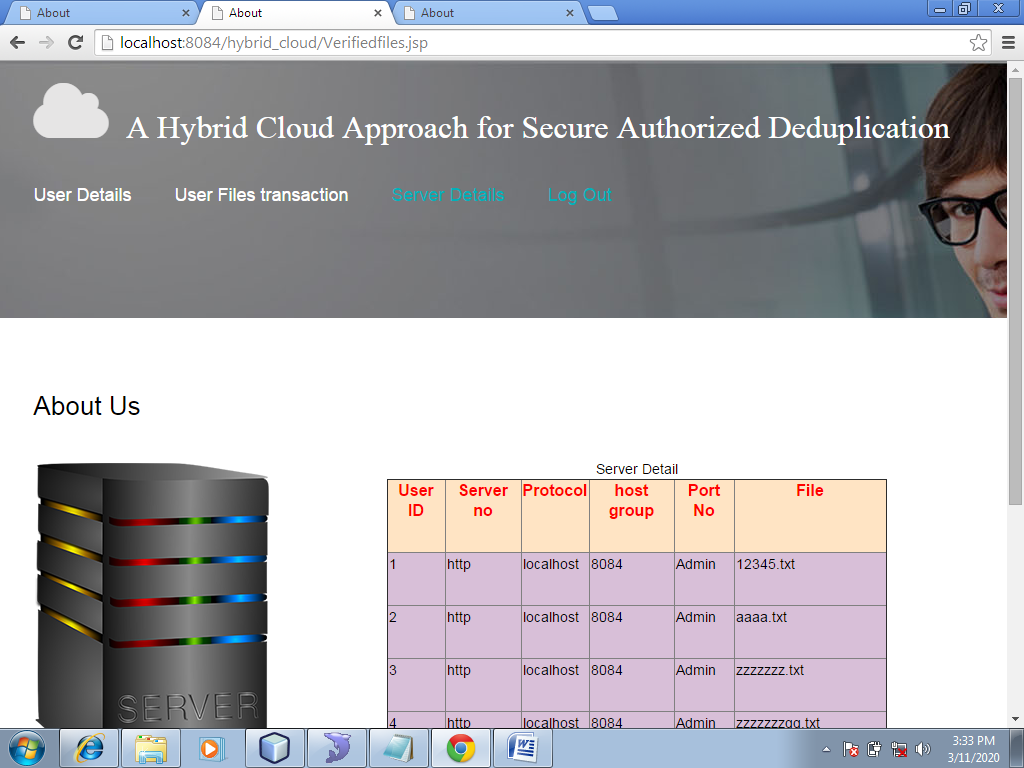 About About About
localhost:8084/hybrid_cloud/Verifiedfiles.jsp
A Hybrid Cloud Approach for Secure Authorized Deduplication
User Details User Files transaction Server Details Log Out
About Us
Server Detail
User ID Server no Protocol host group Port No File
1 http localhost 8084 Admin 12345.txt
2 http localhost 8084 Admin aaaa.txt
3 http localhost 8084 Admin zzzzzzz.txt
4 http localhost 8084 Admin zzzzzzzqq.txt
SERVER
3:33 PM
3/11/2020